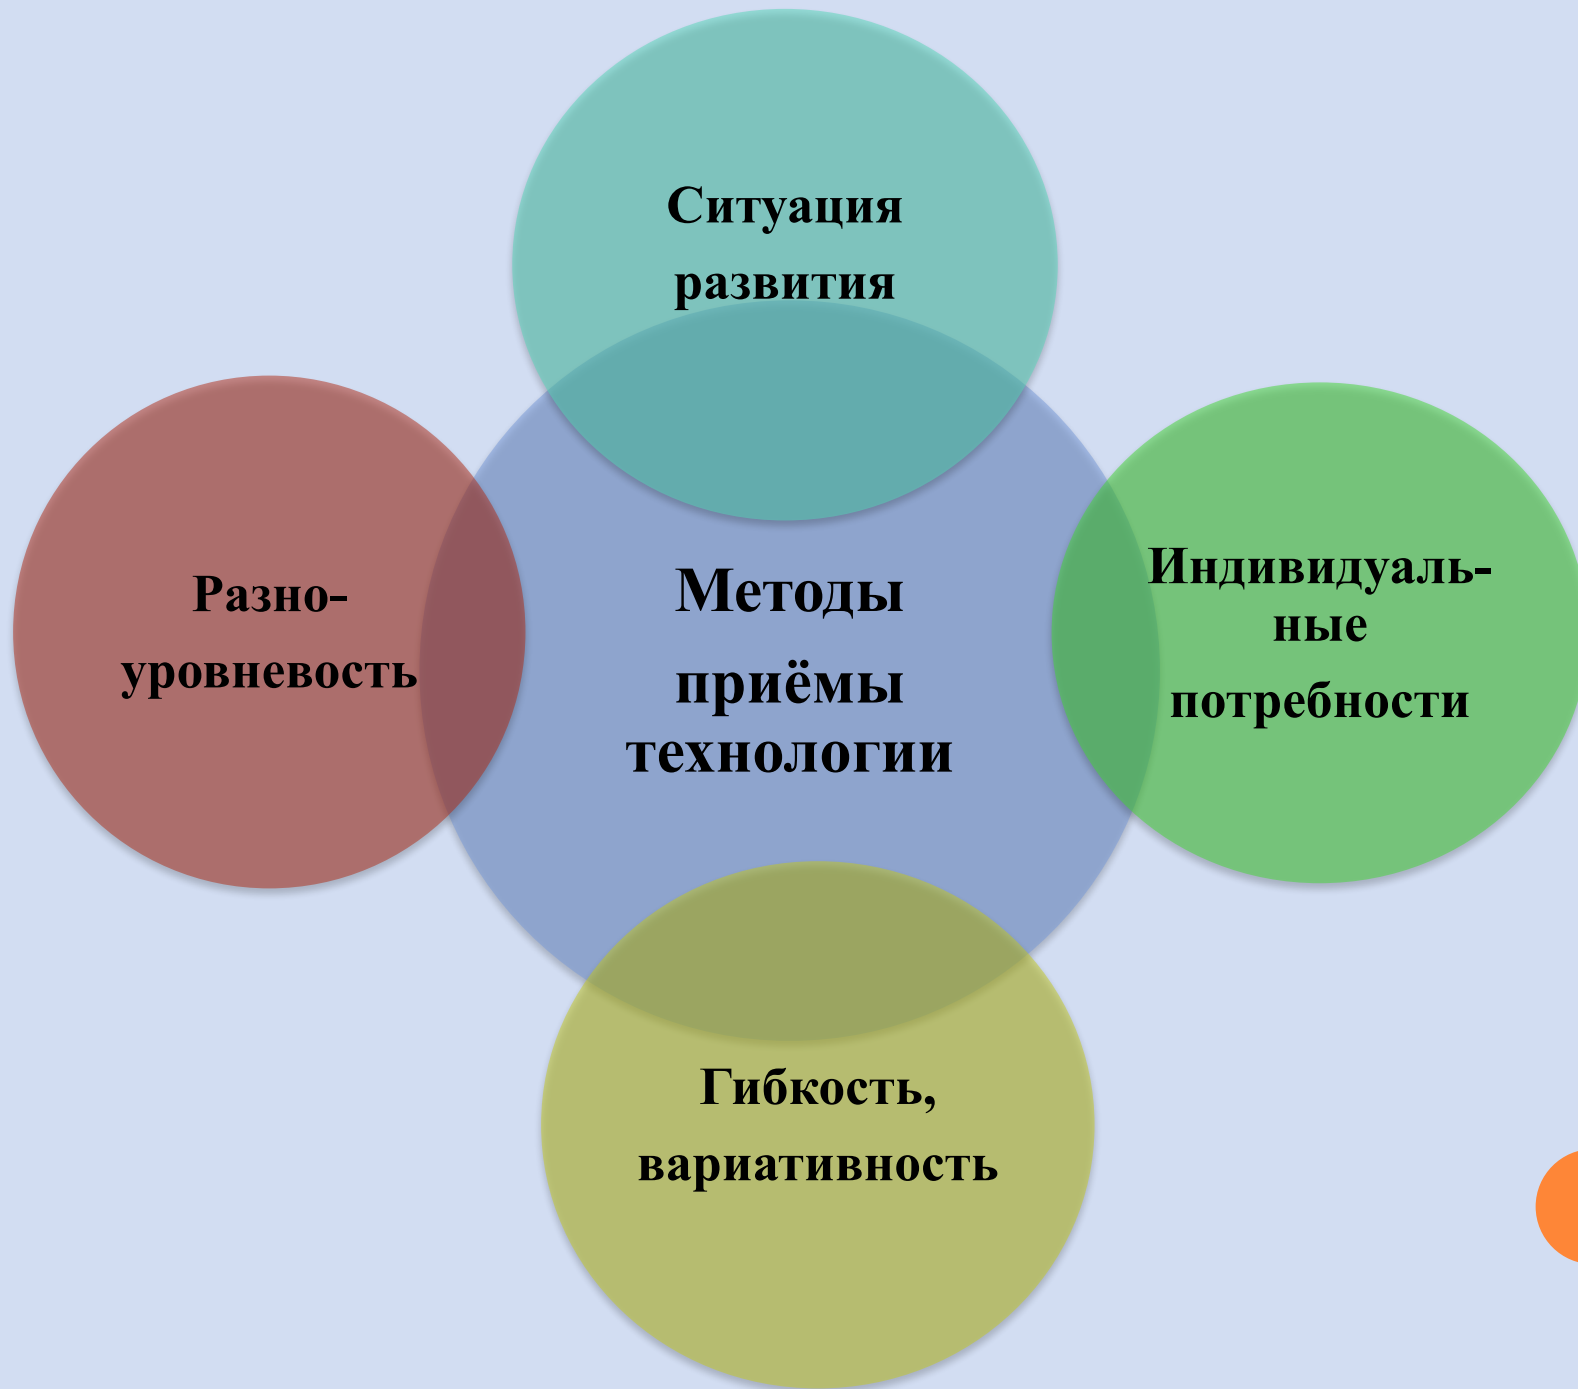 Ситуация
развития
Разно-
уровневость
Методы
приёмы
технологии
Индивидуаль-
ные
потребности
Гибкость,
вариативность